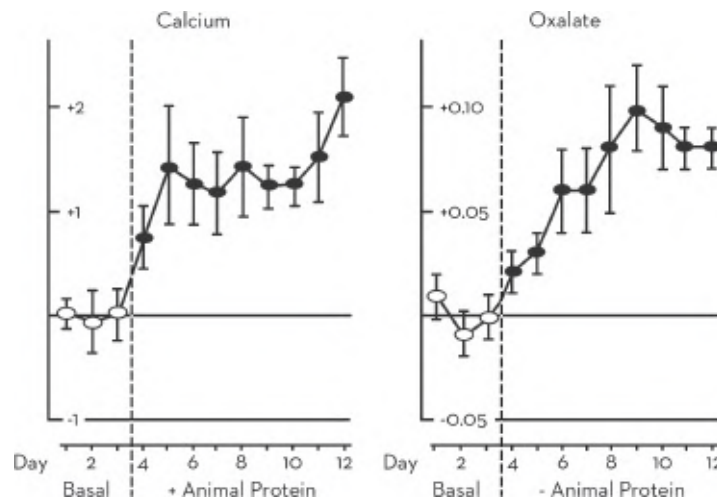 Calcium
Oxalate
+2
+1
-1
+0.10
+0.05
-0.05
Day 2 4 6 8 10 12
Basal + Animal Protein
Day 2 4 6 8 10 12
Basal - Animal Protein